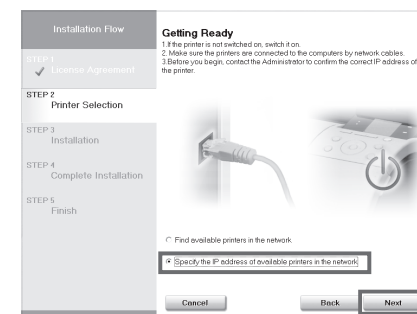 Installation Flow
STEP 1
License Agreement
STEP 2
Printer Selection
STEP 3
Installation
STEP 4
Complete Installation
STEP 5
Finish
Getting Ready
1.If the printer is not switched on, switch it on.
2. Make sure the printers are connected to the computers by network cables.
3.Before you begin, contact the Administrator to confirm the correct IP address of
the printer.
Find available printers in the network
Specify the IP address of available printers in the network
Cancel
Back
Next